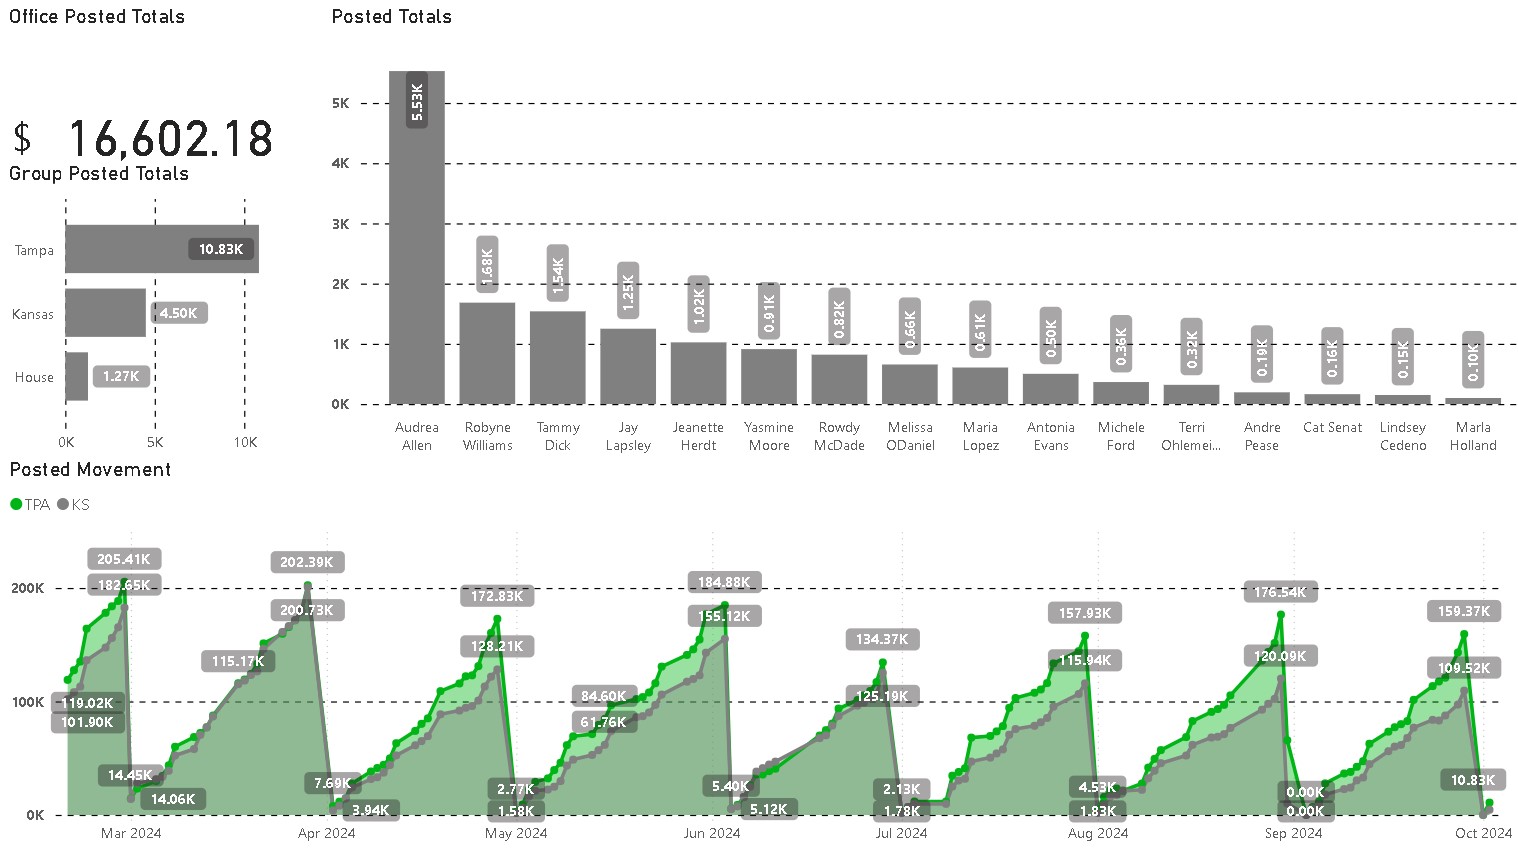 Office Posted Totals
$ 16,602.18
Group Posted Totals
Tampa 10.83K
Kansas 4.50K
House 1.27K
0K 5K 10K
Posted Totals
5K
4K
3K
2K
1K
0K
5.53K 1.68K 1.54K 1.25K 1.02K 0.91K 0.82K 0.66K 0.61K 0.50K 0.36K 0.32K 0.19K 0.16K 0.15K 0.10K
Audrea Robyne Tammy Jay Jeanette Yasmine Rowdy Melissa Maria Antonia Michele Terri Andre Cat Senat Lindsey Marla
Allen Williams Dick Lapsley Herdt Moore McDade ODaniel Lopez Evans Ford Ohlemei... Pease Cedeno Holland
Posted Movement
TPA KS
205.41K 202.39K 172.83K 184.88K 134.37K 157.93K 176.54K 159.37K
200K
182.65K 200.73K 128.21K 155.12K 125.19K 115.94K 120.09K 109.52K
115.17K 84.60K
61.76K
100K
119.02K
101.90K
14.45K 7.69K 2.77K 5.40K 2.13K 4.53K 0.00K 10.83K
14.06K 3.94K 1.58K 5.12K 1.78K 1.83K 0.00K
0K
Mar 2024 Apr 2024 May 2024 Jun 2024 Jul 2024 Aug 2024 Sep 2024 Oct 2024